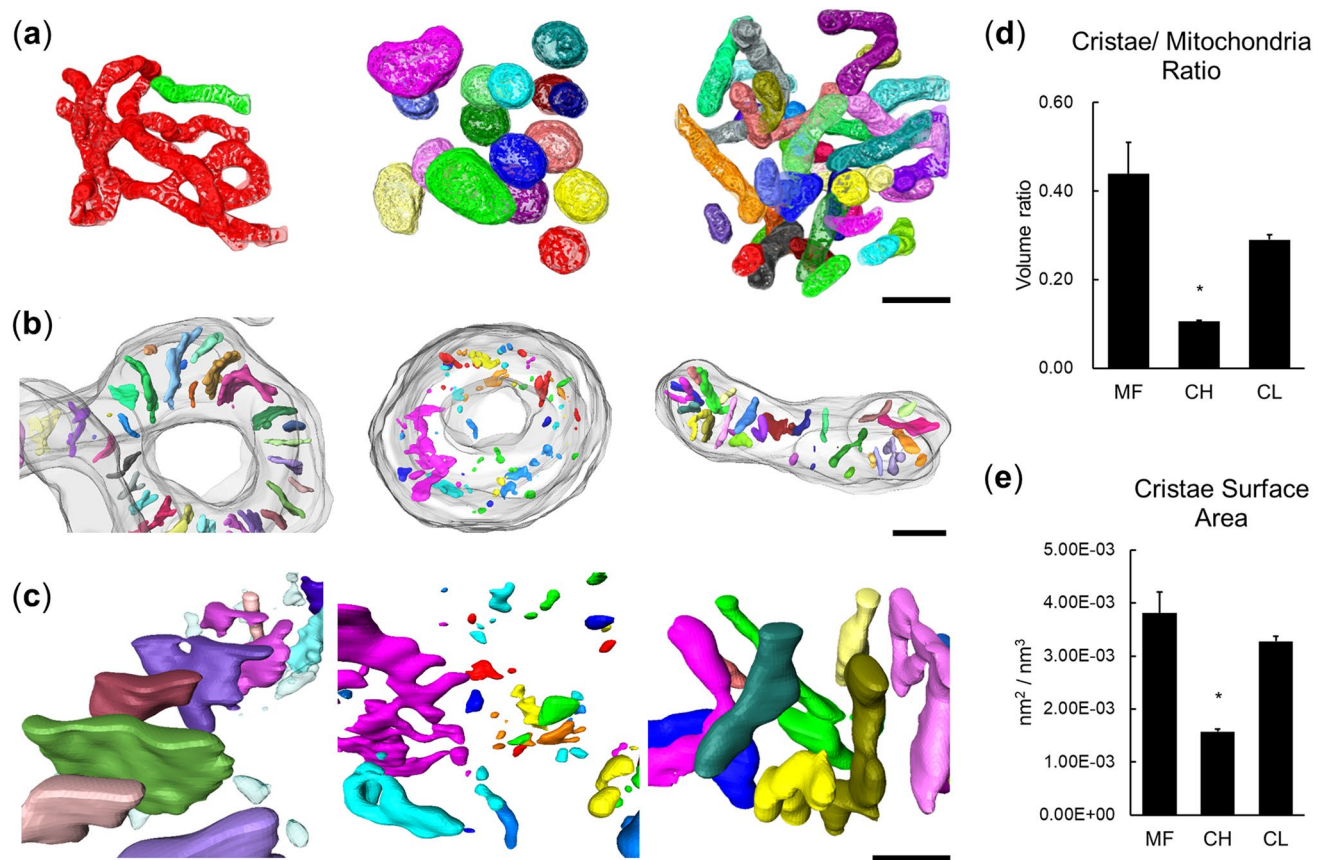 (a)
(b)
(c)
(d)
Cristae/ Mitochondria
Ratio
Volume ratio
0.60
0.40
0.20
0.00
*
MF CH CL
(e)
Cristae Surface
Area
nm² / nm³
5.00E-03
4.00E-03
3.00E-03
2.00E-03
1.00E-03
0.00E+00
*
MF CH CL